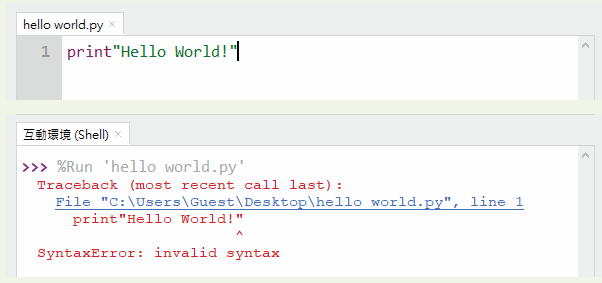 hello world.py ×
1 print"Hello World!"
互動環境 (Shell) ×
>>> %Run 'hello world.py'
Traceback (most recent call last):
File "C:\Users\Guest\Desktop\hello world.py", line 1
print"Hello World!"
^
SyntaxError: invalid syntax